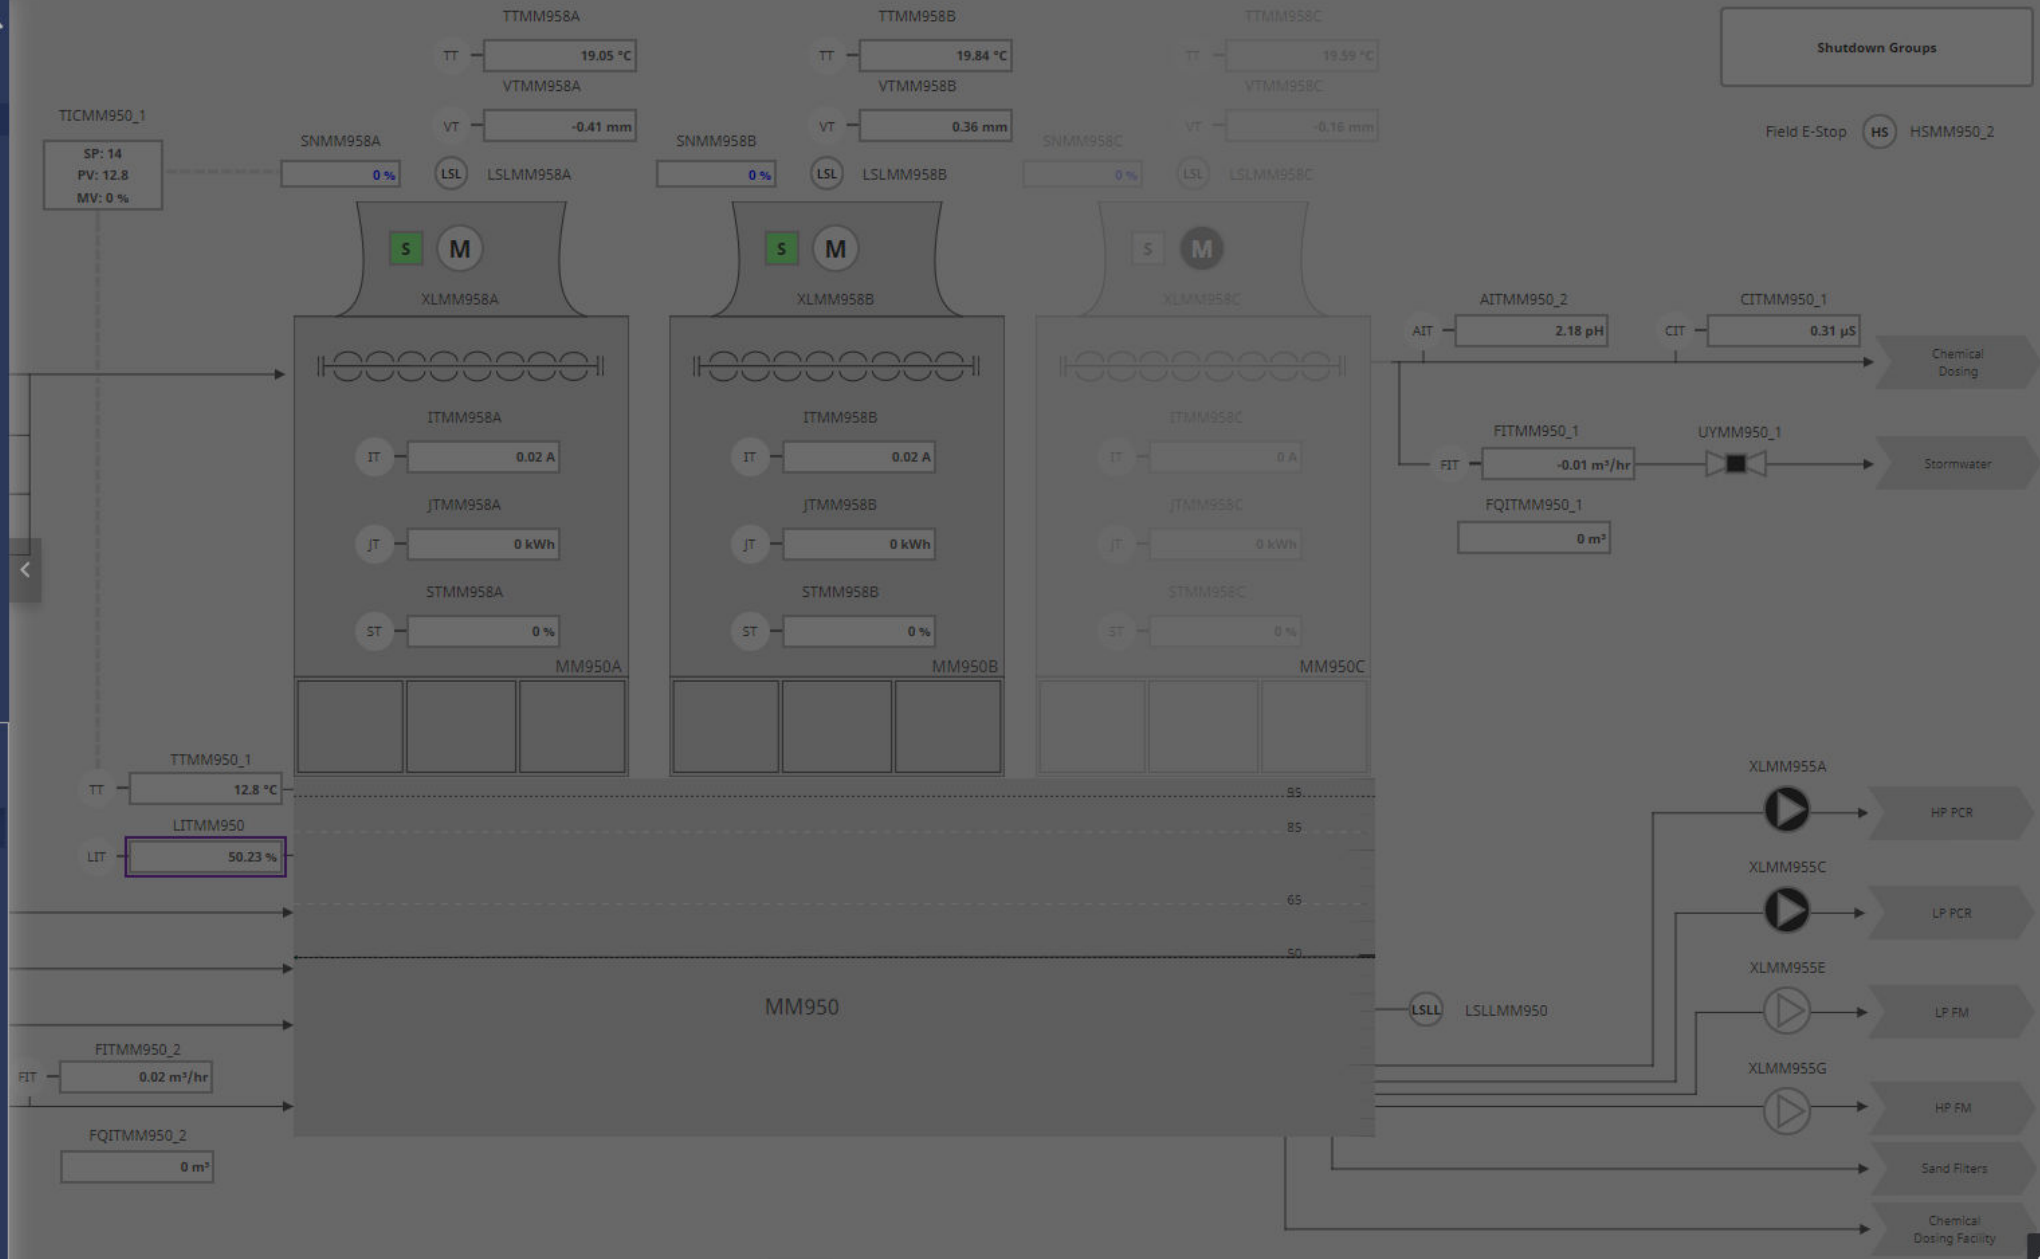 TTMM958A
TT
19.05 °C
VTMM958A
VT
-0.41 mm
TTMM958B
TT
19.84 °C
VTMM958B
VT
0.36 mm
TTMM958C
TT
19.59 °C
VTMM958C
VT
-0.16 mm
Shutdown Groups
Field E-Stop
HS
HSMM950_2
TICMM950_1
SP: 14
PV: 12.8
MV: 0 %
SNMM958A
0 %
LSL
LSLMM958A
SNMM958B
0 %
LSL
LSLMM958B
SNMM958C
0 %
LSL
LSLMM958C
S
M
XLMM958A
S
M
XLMM958B
S
M
XLMM958C
ITMM958A
IT
0.02 A
JTMM958A
JT
0 kWh
STMM958A
ST
0 %
MM950A
ITMM958B
IT
0.02 A
JTMM958B
JT
0 kWh
STMM958B
ST
0 %
MM950B
ITMM958C
IT
0 A
JTMM958C
JT
0 kWh
STMM958C
ST
0 %
MM950C
AITMM950_2
AIT
2.18 pH
CITMM950_1
CIT
0.31 µS
Chemical
Dosing
FITMM950_1
FIT
-0.01 m³/hr
UYMM950_1
Stormwater
FQITMM950_1
0 m³
TTMM950_1
TT
12.8 °C
LITMM950
LIT
50.23 %
95
85
65
50
MM950
LSLL
LSLLMM950
XLMM955A
HP PCR
XLMM955C
LP PCR
XLMM955E
LP FM
XLMM955G
HP FM
FITMM950_2
FIT
0.02 m³/hr
FQITMM950_2
0 m³
Sand Filters
Chemical
Dosing Facility